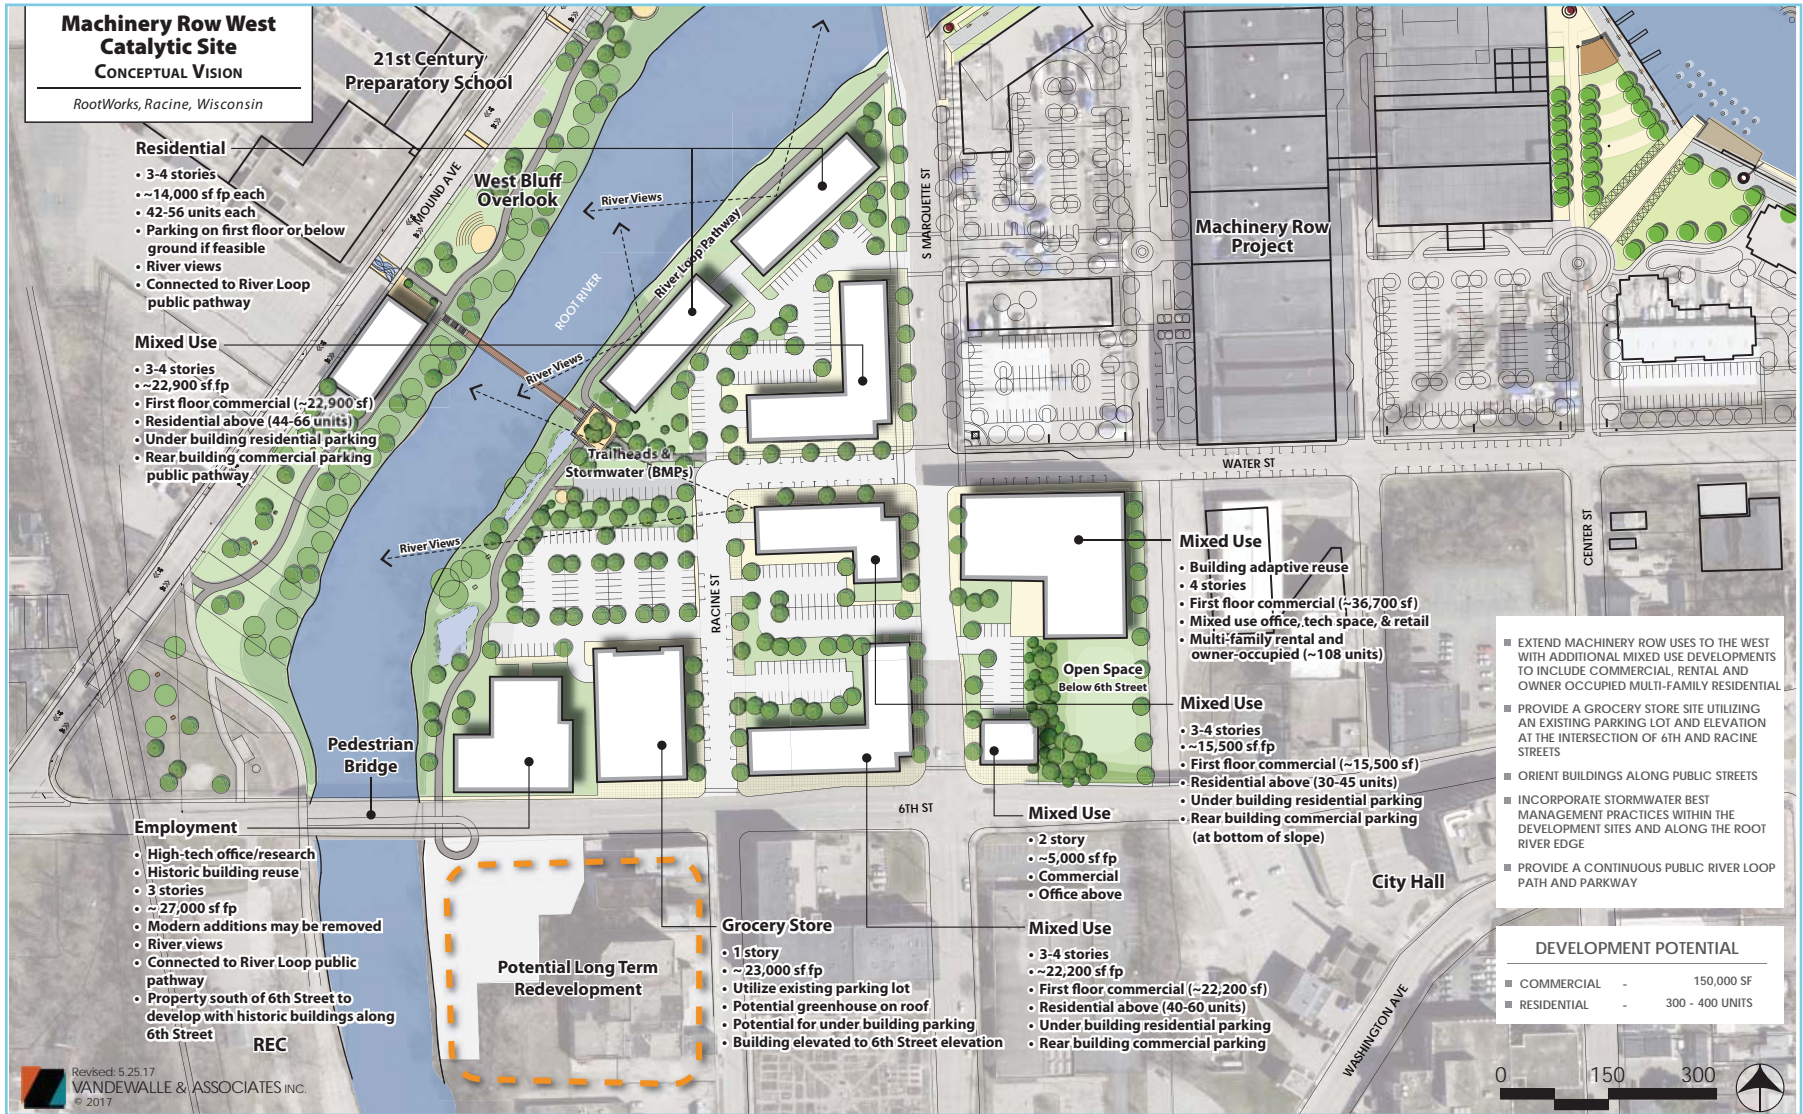 Machinery Row West
Catalytic Site
CONCEPTUAL VISION
RootWorks, Racine, Wisconsin
21st Century
Preparatory School
Residential
• 3-4 stories
• ~14,000 sf fp each
• 42-56 units each
• Parking on first floor or below
ground if feasible
• River views
• Connected to River Loop
public pathway
Mixed Use
• 3-4 stories
• ~22,900 sf fp
• First floor commercial (~22,900 sf)
• Residential above (44-66 units)
• Under building residential parking
• Rear building commercial parking
public pathway
MOUND AVE
West Bluff
Overlook
River Views
River Loop Pathway
ROOT RIVER
River Views
Trailheads &
Stormwater (BMPs)
River Views
S MARQUETTE ST
Machinery Row
Project
WATER ST
CENTER ST
RACINE ST
Mixed Use
• Building adaptive reuse
• 4 stories
• First floor commercial (~36,700 sf)
• Mixed use office, tech space, & retail
• Multi-family rental and
owner-occupied (~108 units)
Open Space
Below 6th Street
Mixed Use
• 3-4 stories
• ~15,500 sf fp
• First floor commercial (~15,500 sf)
• Residential above (30-45 units)
• Under building residential parking
• Rear building commercial parking
(at bottom of slope)
■ EXTEND MACHINERY ROW USES TO THE WEST
WITH ADDITIONAL MIXED USE DEVELOPMENTS
TO INCLUDE COMMERCIAL, RENTAL AND
OWNER OCCUPIED MULTI-FAMILY RESIDENTIAL
■ PROVIDE A GROCERY STORE SITE UTILIZING
AN EXISTING PARKING LOT AND ELEVATION
AT THE INTERSECTION OF 6TH AND RACINE
STREETS
■ ORIENT BUILDINGS ALONG PUBLIC STREETS
■ INCORPORATE STORMWATER BEST
MANAGEMENT PRACTICES WITHIN THE
DEVELOPMENT SITES AND ALONG THE ROOT
RIVER EDGE
■ PROVIDE A CONTINUOUS PUBLIC RIVER LOOP
PATH AND PARKWAY
Pedestrian
Bridge
6TH ST
Employment
• High-tech office/research
• Historic building reuse
• 3 stories
• ~ 27,000 sf fp
• Modern additions may be removed
• River views
• Connected to River Loop public
pathway
• Property south of 6th Street to
develop with historic buildings along
6th Street
REC
Potential Long Term
Redevelopment
Grocery Store
• 1 story
• ~ 23,000 sf fp
• Utilize existing parking lot
• Potential greenhouse on roof
• Potential for under building parking
• Building elevated to 6th Street elevation
Mixed Use
• 2 story
• ~5,000 sf fp
• Commercial
• Office above
Mixed Use
• 3-4 stories
• ~22,200 sf fp
• First floor commercial (~22,200 sf)
• Residential above (40-60 units)
• Under building residential parking
• Rear building commercial parking
City Hall
WASHINGTON AVE
DEVELOPMENT POTENTIAL
■ COMMERCIAL - 150,000 SF
■ RESIDENTIAL - 300 - 400 UNITS
0 150 300
Revised: 5.25.17
VANDEWALLE & ASSOCIATES INC.
© 2017